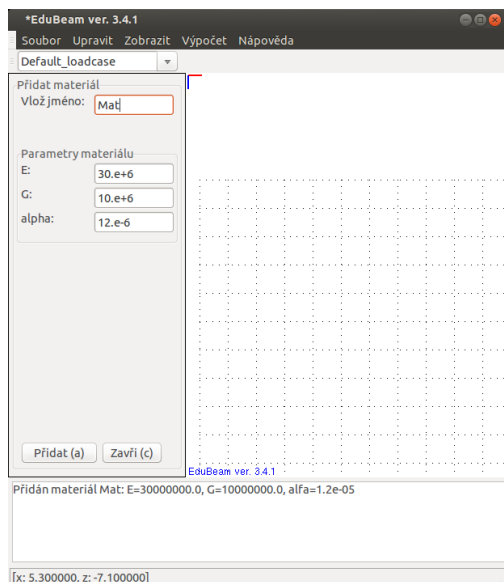 *EduBeam ver. 3.4.1
Soubor Upravit Zobrazit Výpočet Nápověda
Default_loadcase
Přidat materiál
Vlož jméno: Mat
Parametry materiálu
E: 30.e+6
G: 10.e+6
alpha: 12.e-6
Přidat (a) Zavři (c)
EduBeam ver. 3.4.1
Přidán materiál Mat: E=30000000.0, G=10000000.0, alfa=1.2e-05
[x: 5.300000, z: -7.100000]